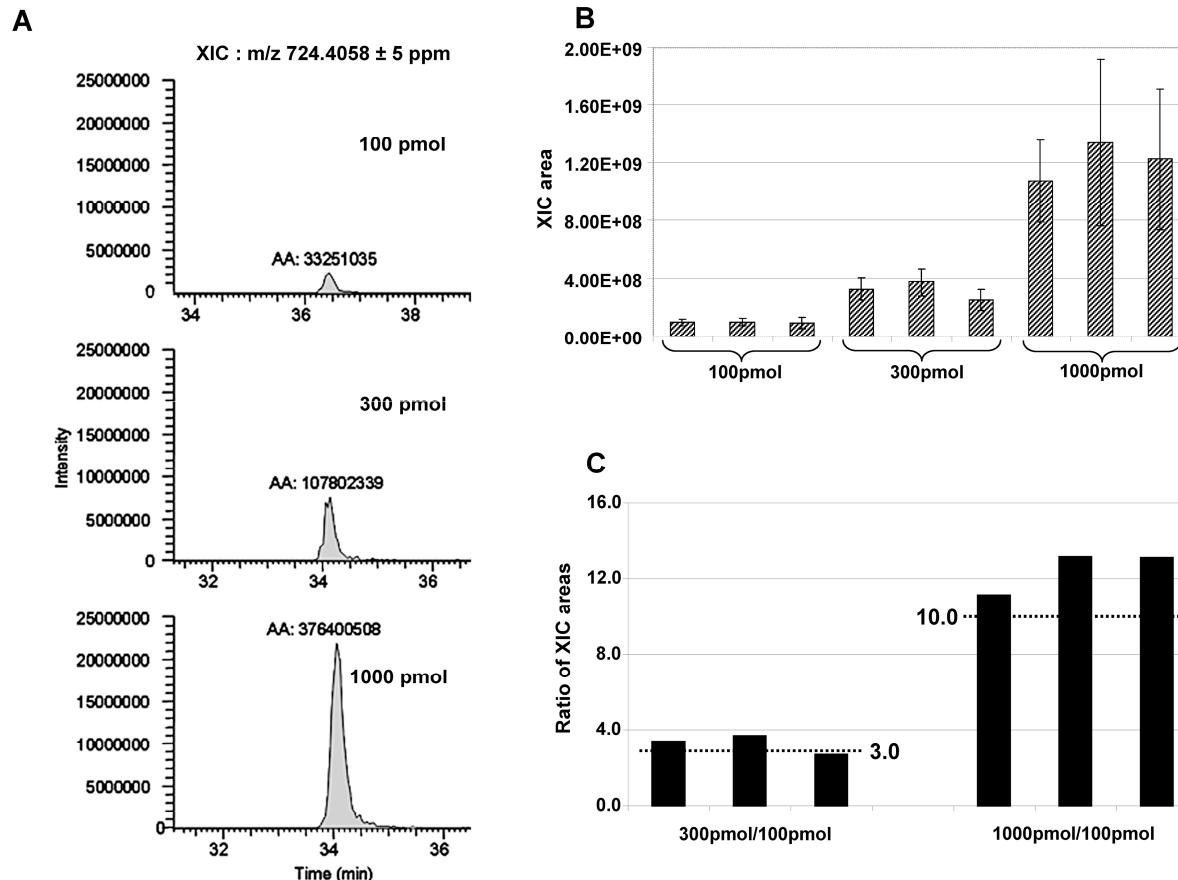 A
XIC : m/z 724.4058 ± 5 ppm
25000000
20000000
15000000
10000000
5000000
0
100 pmol
AA: 33251035
34 36 38
25000000
20000000
15000000
10000000
5000000
0
Intensity
300 pmol
AA: 107802339
32 34 36
25000000
20000000
15000000
10000000
5000000
0
AA: 376400508
1000 pmol
32 34 36
Time (min)
B
XIC area
2.00E+09
1.60E+09
1.20E+09
8.00E+08
4.00E+08
0.00E+00
100pmol 300pmol 1000pmol
C
Ratio of XIC areas
16.0
12.0
8.0
4.0
0.0
10.0
3.0
300pmol/100pmol 1000pmol/100pmol